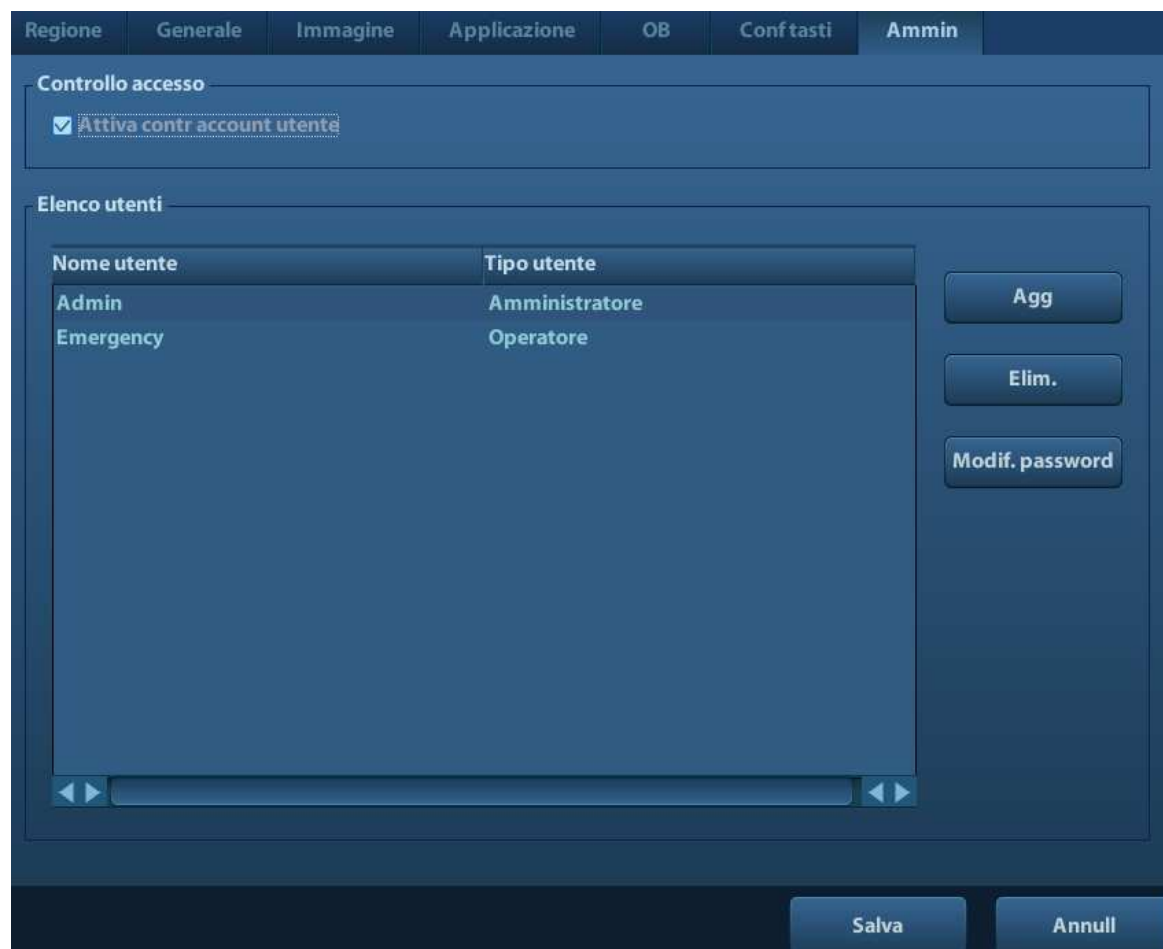 Regione Generale Immagine Applicazione OB Conf tasti Ammin
Controllo accesso
Attiva contr account utente
Elenco utenti
Nome utente Tipo utente
Admin Amministratore
Emergency Operatore
Agg
Elim.
Modif. password
Salva Annull